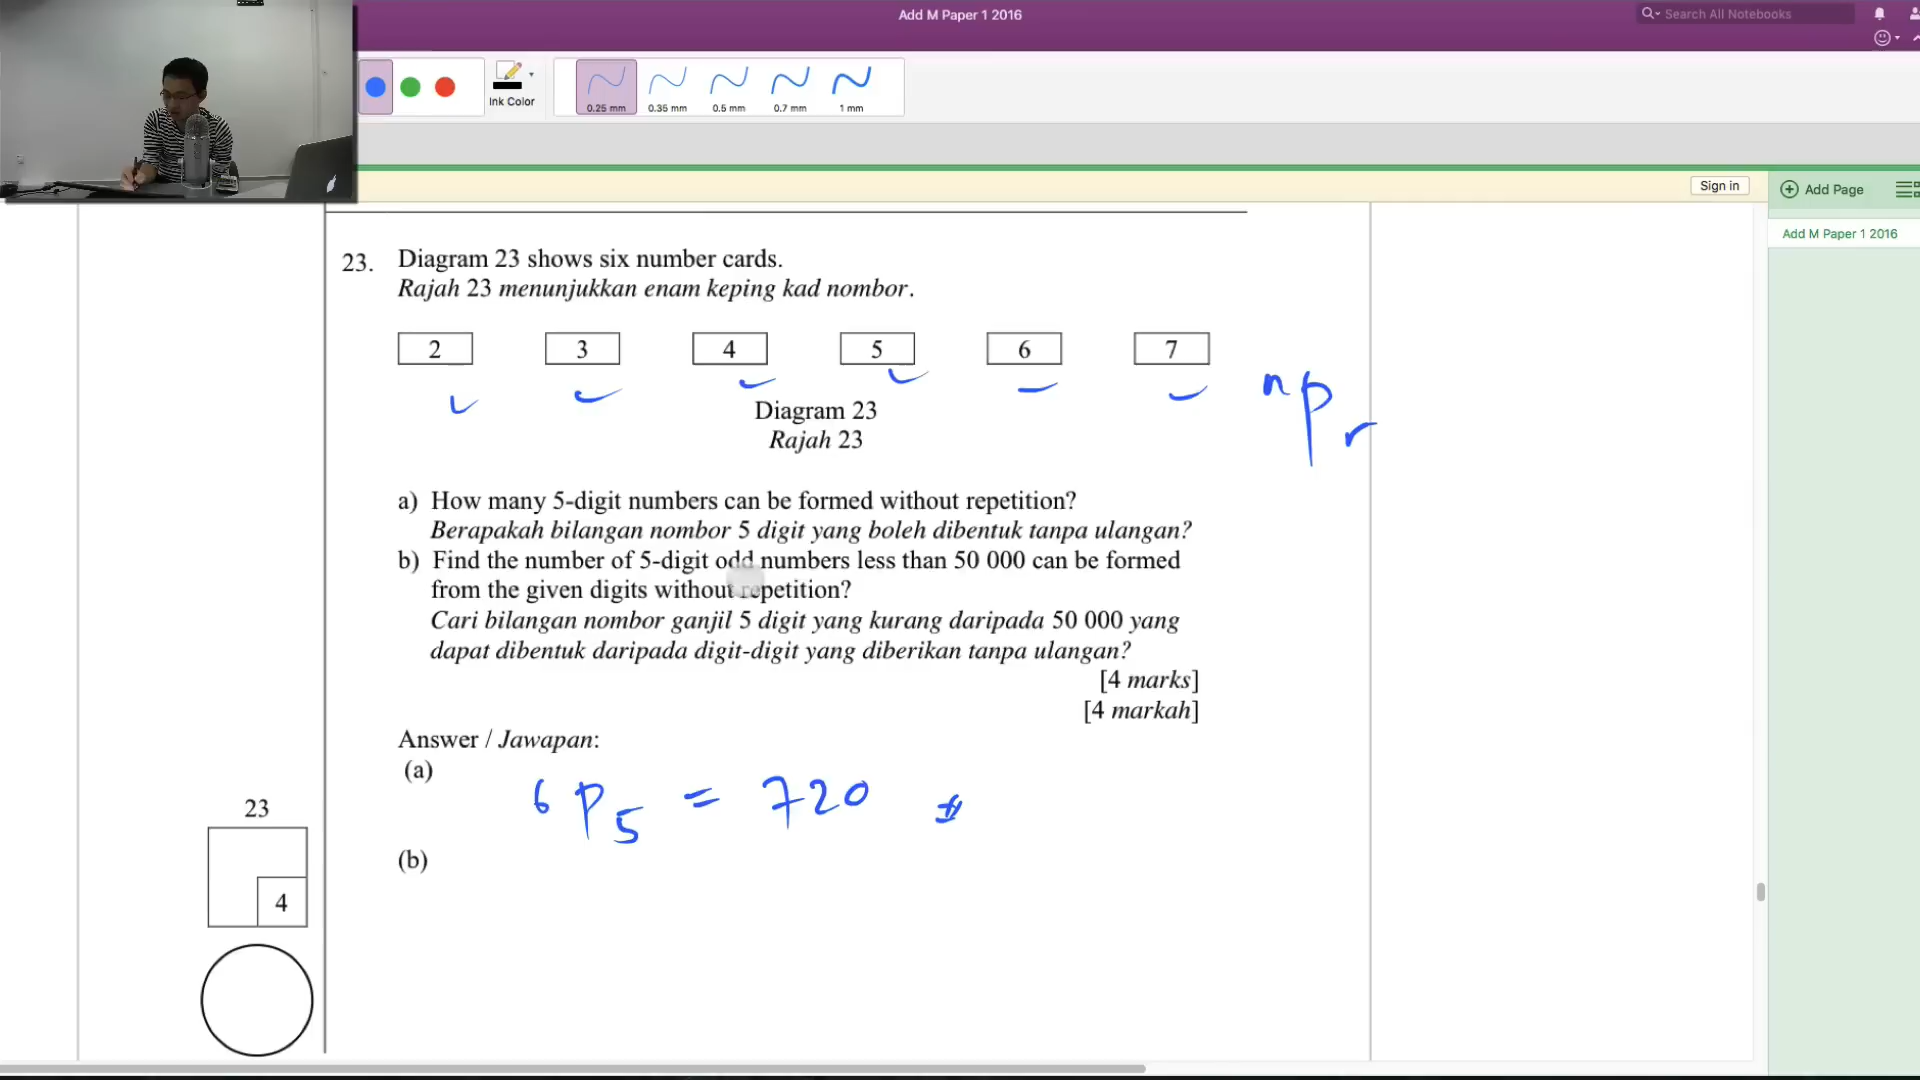 Add M Paper 1 2016
Search All Notebooks
Ink Color
0.25 mm
0.35 mm
0.5 mm
0.7 mm
1 mm
Sign in
Add Page
Add M Paper 1 2016
23. Diagram 23 shows six number cards.
Rajah 23 menunjukkan enam keping kad nombor.
2 3 4 5 6 7
n P r
Diagram 23
Rajah 23
a) How many 5-digit numbers can be formed without repetition?
Berapakah bilangan nombor 5 digit yang boleh dibentuk tanpa ulangan?
b) Find the number of 5-digit odd numbers less than 50 000 can be formed
from the given digits without repetition?
Cari bilangan nombor ganjil 5 digit yang kurang daripada 50 000 yang
dapat dibentuk daripada digit-digit yang diberikan tanpa ulangan?
[4 marks]
[4 markah]
Answer / Jawapan:
(a)
6 P 5 = 720
23
4
(b)